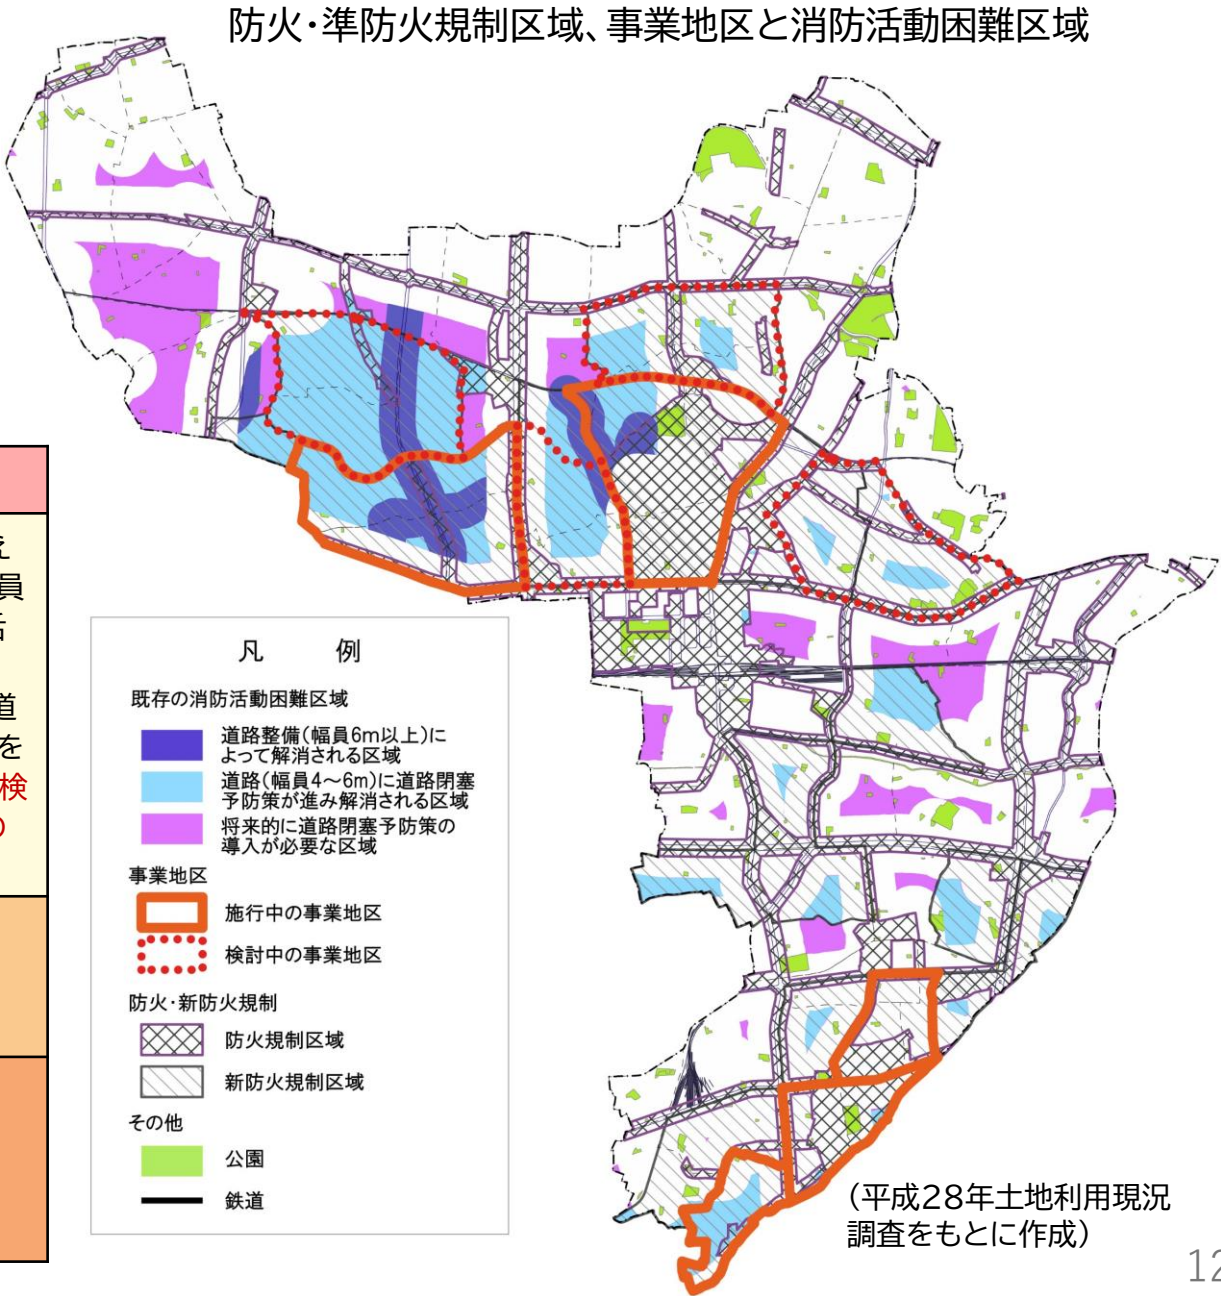 防火・準防火規制区域、事業地区と消防活動困難区域
え
員
道
を
検
の
凡 例
既存の消防活動困難区域
道路整備(幅員6m以上)に
よって解消される区域
道路(幅員4～6m)に道路閉塞
予防策が進み解消される区域
将来的に道路閉塞予防策の
導入が必要な区域
事業地区
施行中の事業地区
検討中の事業地区
防火・新防火規制
防火規制区域
新防火規制区域
その他
公園
鉄道
(平成28年土地利用現況
調査をもとに作成)
12